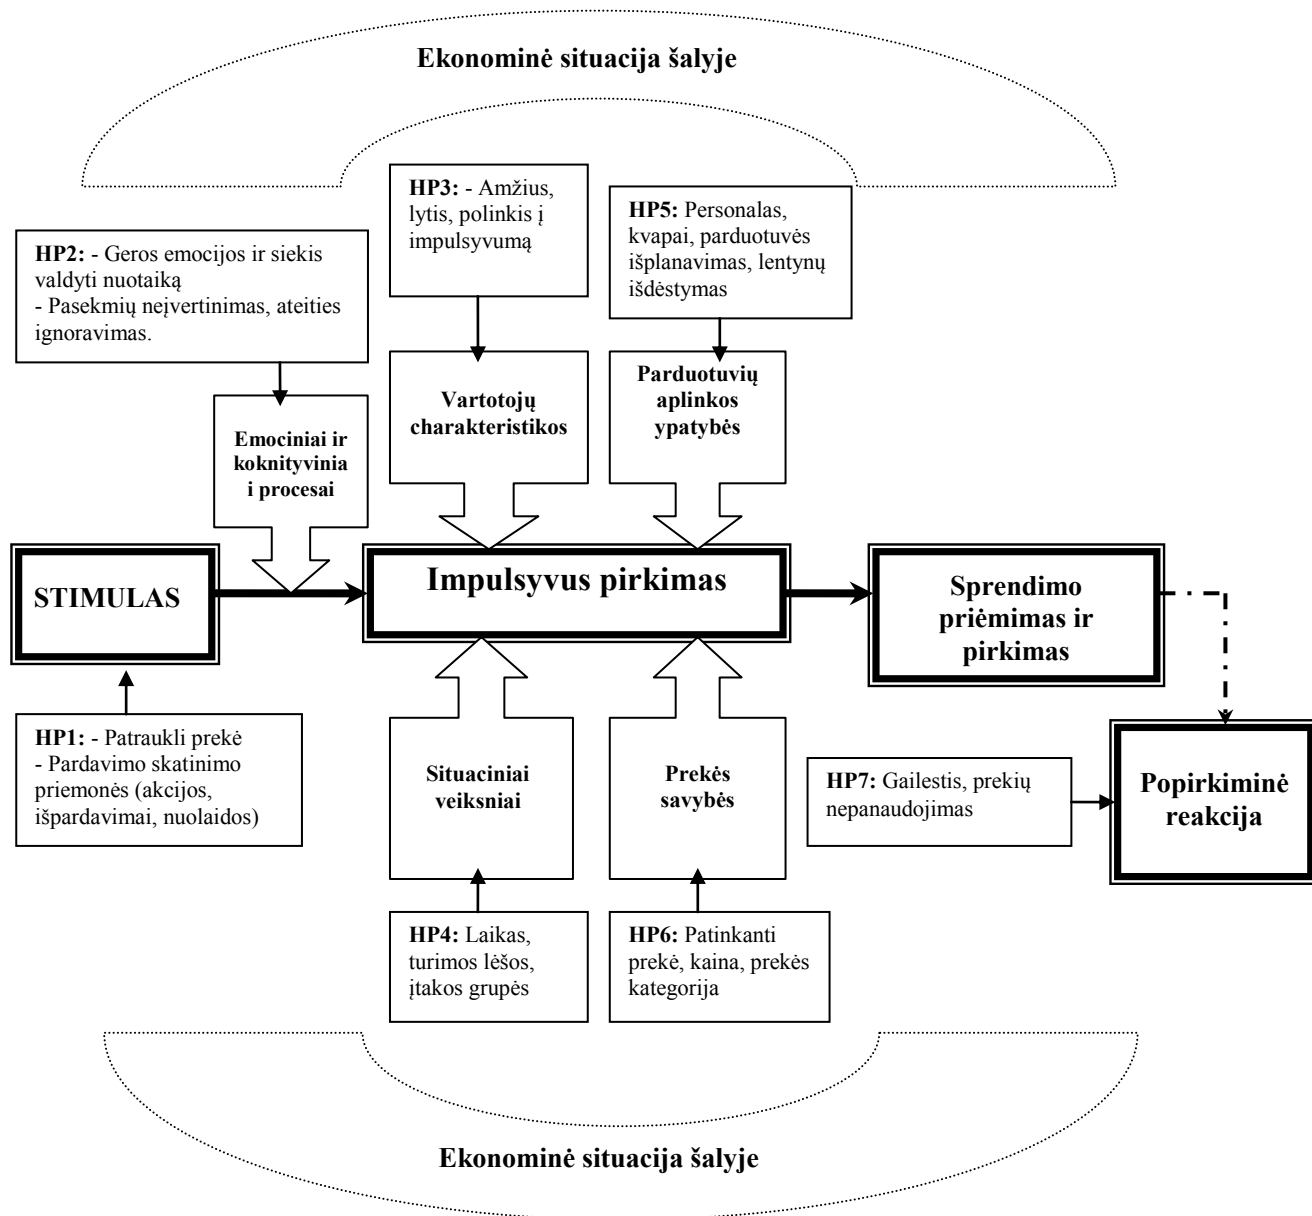 Ekonominė situacija šalyje
HP3: - Amžius,
lytis, polinkis į
impulsyvumą
HP5: Personalas,
kvapai, parduotuvės
išplanavimas, lentynų
išdėstymas
HP2: - Geros emocijos ir siekis
valdyti nuotaiką
- Pasekmių neįvertinimas, ateities
ignoravimas.
Vartotojų
charakteristikos
Parduotuvių
aplinkos
ypatybės
Emociniai ir
koknityvinia
i procesai
STIMULAS
Impulsyvus pirkimas
Sprendimo
priėmimas ir
pirkimas
HP1: - Patraukli prekė
- Pardavimo skatinimo
priemonės (akcijos,
išpardavimai, nuolaidos)
Situaciniai
veiksniai
Prekės
savybės
HP7: Gailestis, prekių
nepanaudojimas
Popirkiminė
reakcija
HP4: Laikas,
turimos lėšos,
įtakos grupės
HP6: Patinkanti
prekė, kaina, prekės
kategorija
Ekonominė situacija šalyje